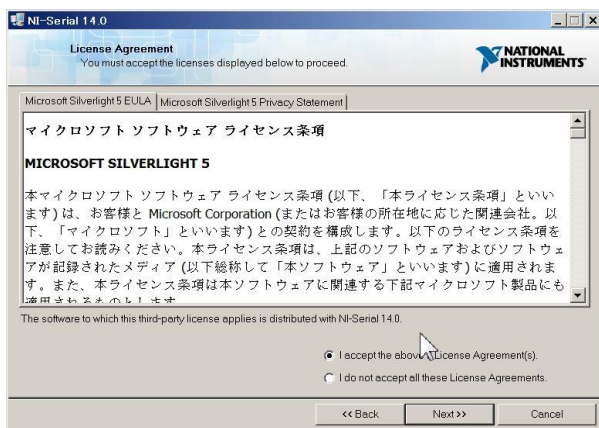 NI-Serial 14.0
License Agreement
You must accept the licenses displayed below to proceed.
NATIONAL
INSTRUMENTS
Microsoft Silverlight 5 EULA
Microsoft Silverlight 5 Privacy Statement
マイクロソフト ソフトウェア ライセンス条項
MICROSOFT SILVERLIGHT 5
本マイクロソフト ソフトウェア ライセンス条項 (以下、「本ライセンス条項」といい
ます) は、お客様と Microsoft Corporation (またはお客様の所在地に応じた関連会社。以
下、「マイクロソフト」といいます) との契約を構成します。以下のライセンス条項を
注意してお読みください。本ライセンス条項は、上記のソフトウェアおよびソフトウェ
アが記録されたメディア (以下総称して「本ソフトウェア」といいます) に適用されま
す。また、本ライセンス条項は本ソフトウェアに関連する下記マイクロソフト製品にも
適用されるものとします
The software to which this third-party license applies is distributed with NI-Serial 14.0.
I accept the above License Agreement(s).
I do not accept all these License Agreements.
<< Back
Next >>
Cancel